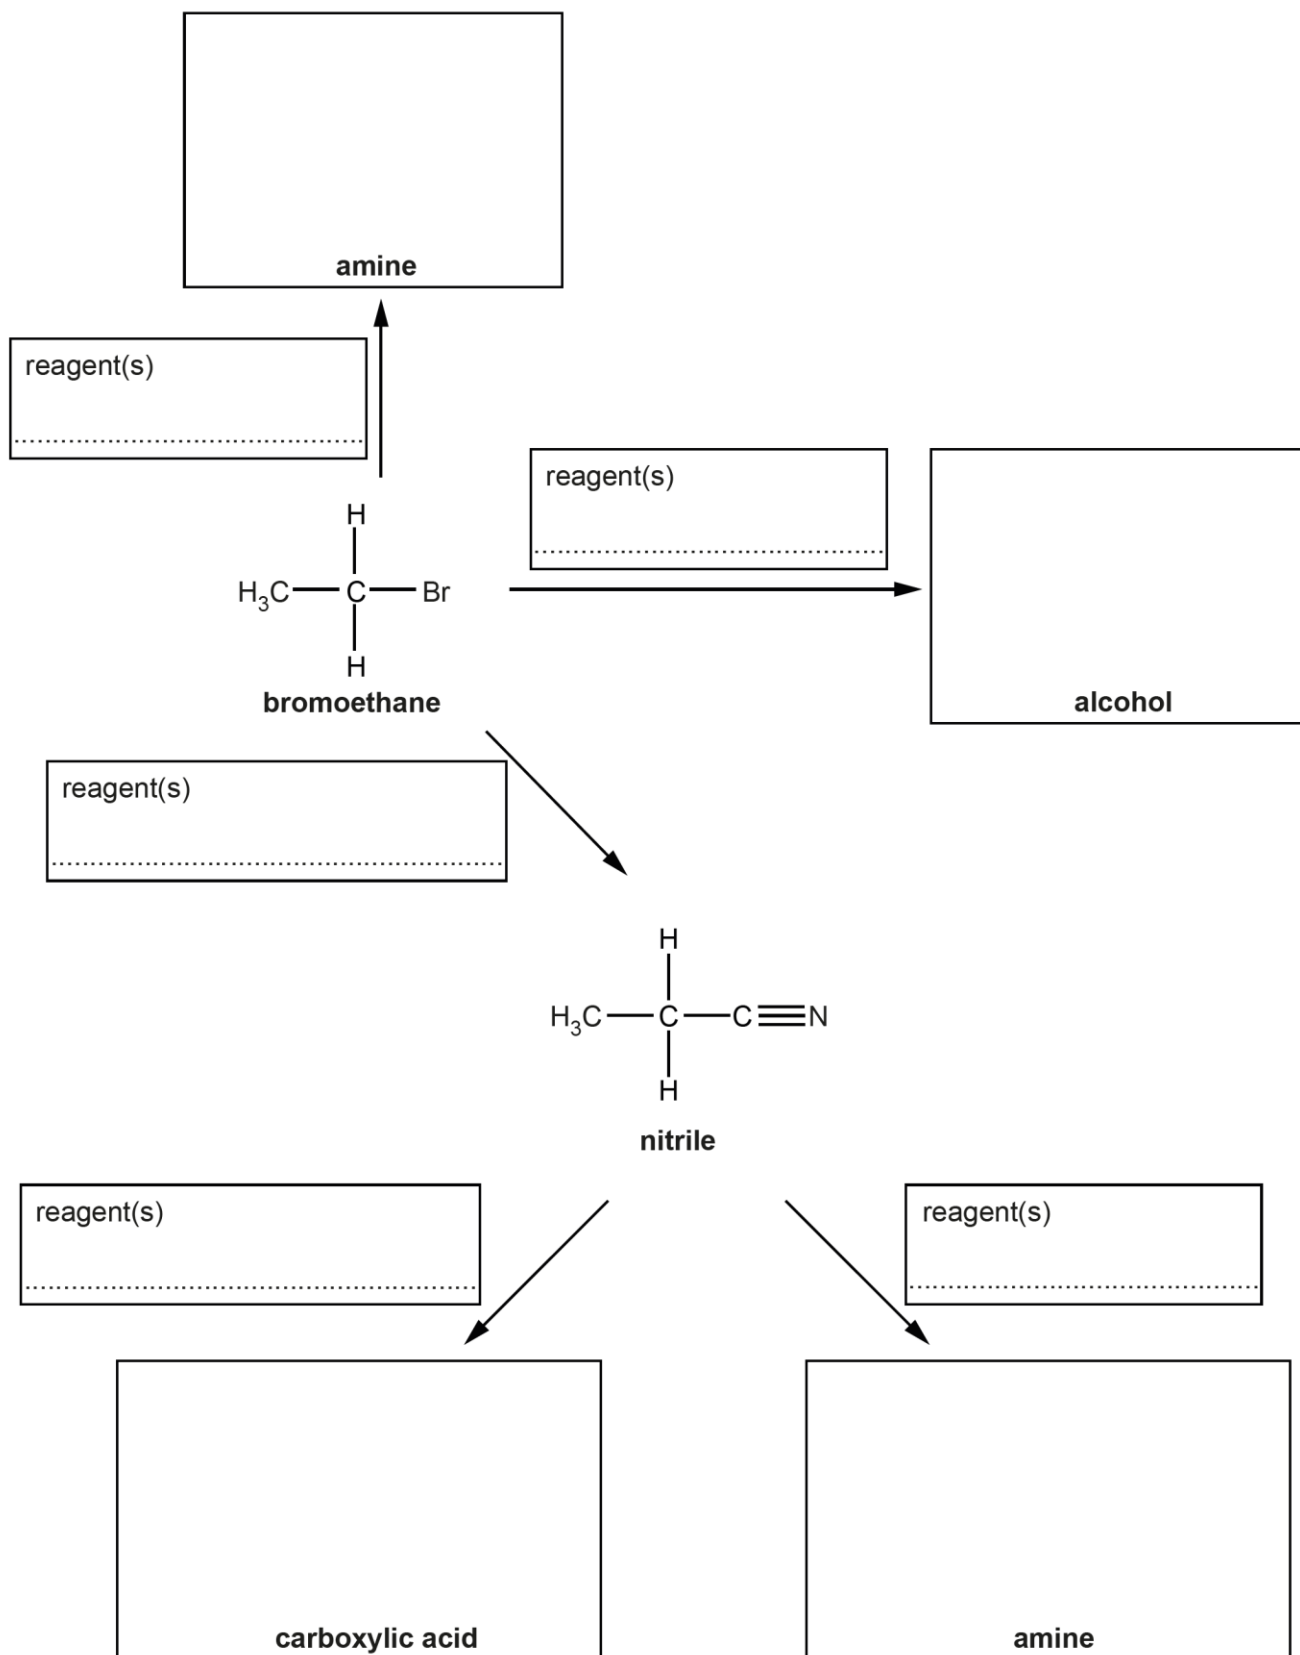 amine
reagent(s)
reagent(s)
H
H₃C C Br
H
bromoethane
alcohol
reagent(s)
H
H₃C C C N
H
nitrile
reagent(s)
reagent(s)
carboxylic acid
amine